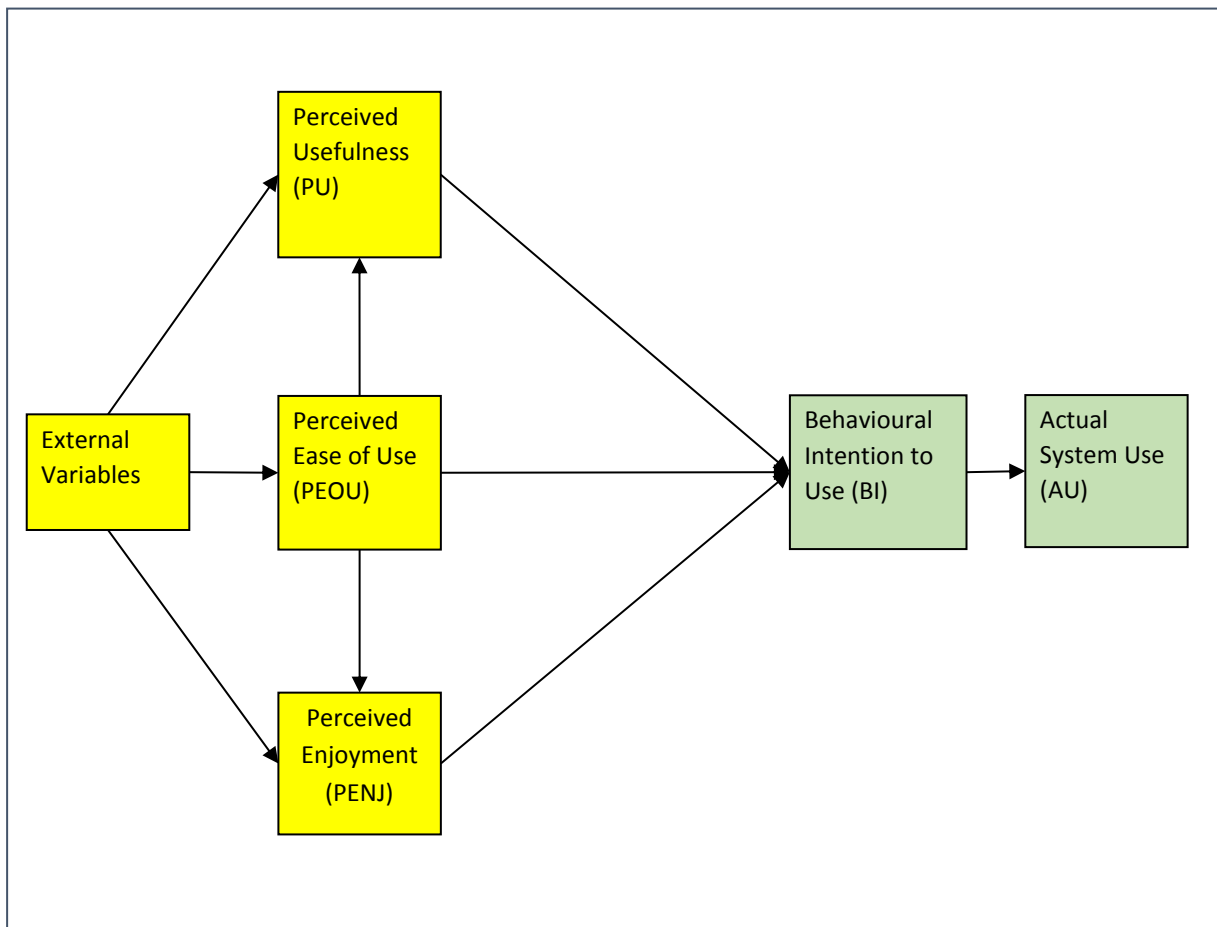 Perceived
Usefulness
(PU)
External
Variables
Perceived
Ease of Use
(PEOU)
Behavioural
Intention to
Use (BI)
Actual
System Use
(AU)
Perceived
Enjoyment
(PENJ)